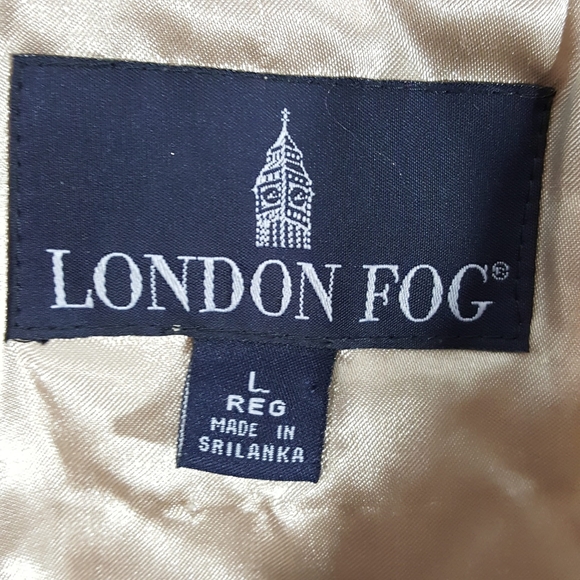 LONDON FOG®
L
REG
MADE IN
SRILANKA